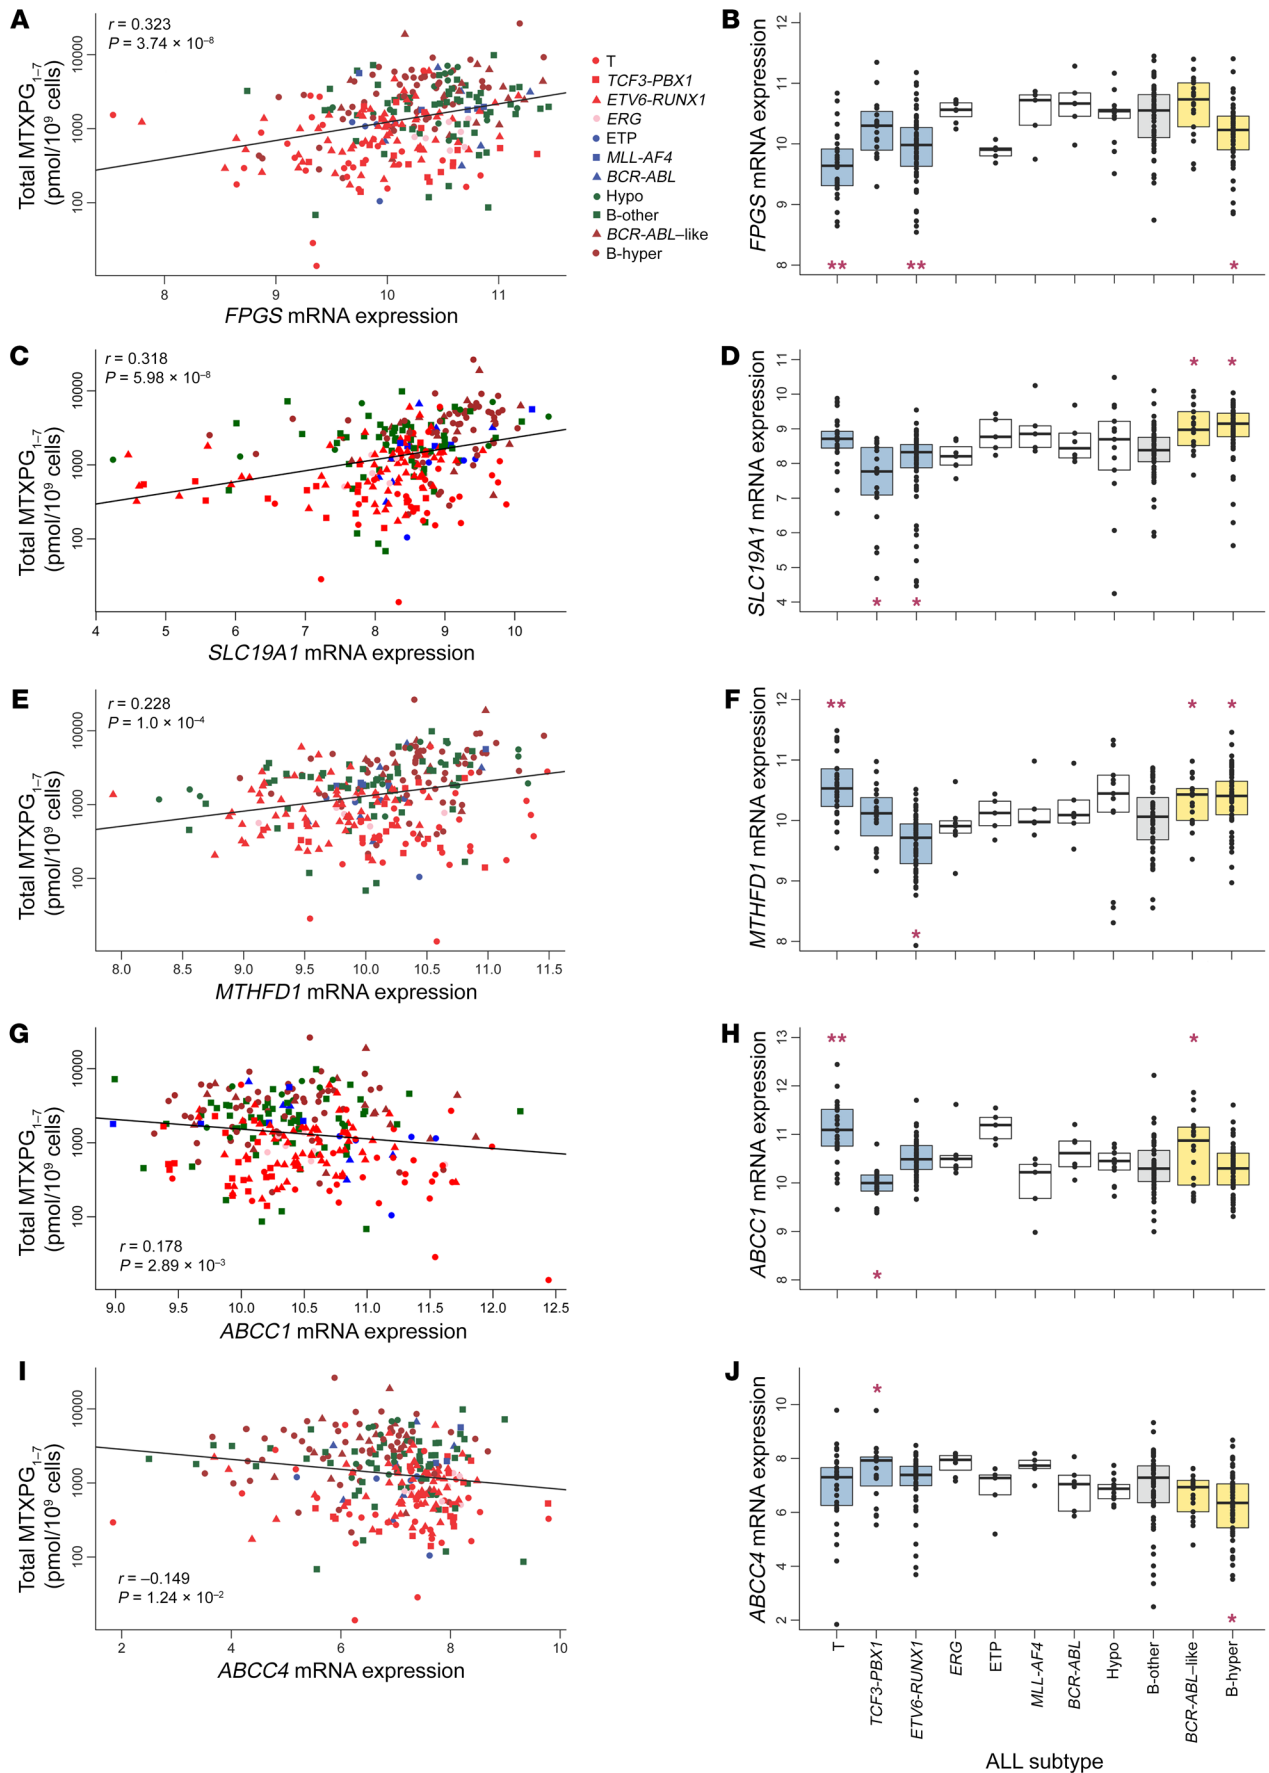 A
r = 0.323
P = 3.74 × 10⁻⁸
Total MTXPG₁₋₇
(pmol/10⁹ cells)
10000
1000
100
8 9 10 11
FPGS mRNA expression
T
TCF3-PBX1
ETV6-RUNX1
ERG
ETP
MLL-AF4
BCR-ABL
Hypo
B-other
BCR-ABL–like
B-hyper
B
FPGS mRNA expression
12
11
10
9
8
** ** *
C
r = 0.318
P = 5.98 × 10⁻⁸
Total MTXPG₁₋₇
(pmol/10⁹ cells)
10000
1000
100
4 5 6 7 8 9 10
SLC19A1 mRNA expression
D
SLC19A1 mRNA expression
11
10
9
8
7
6
5
4
* *
* *
E
r = 0.228
P = 1.0 × 10⁻⁴
Total MTXPG₁₋₇
(pmol/10⁹ cells)
10000
1000
100
8.0 8.5 9.0 9.5 10.0 10.5 11.0 11.5
MTHFD1 mRNA expression
F
MTHFD1 mRNA expression
12
11
10
9
8
** * *
*
G
Total MTXPG₁₋₇
(pmol/10⁹ cells)
10000
1000
100
r = 0.178
P = 2.89 × 10⁻³
9.0 9.5 10.0 10.5 11.0 11.5 12.0 12.5
ABCC1 mRNA expression
H
ABCC1 mRNA expression
13
12
11
10
9
8
** *
*
I
Total MTXPG₁₋₇
(pmol/10⁹ cells)
10000
1000
100
r = –0.149
P = 1.24 × 10⁻²
2 4 6 8 10
ABCC4 mRNA expression
J
ABCC4 mRNA expression
10
8
6
4
2
*
*
T
TCF3-PBX1
ETV6-RUNX1
ERG
ETP
MLL-AF4
BCR-ABL
Hypo
B-other
BCR-ABL–like
B-hyper
ALL subtype